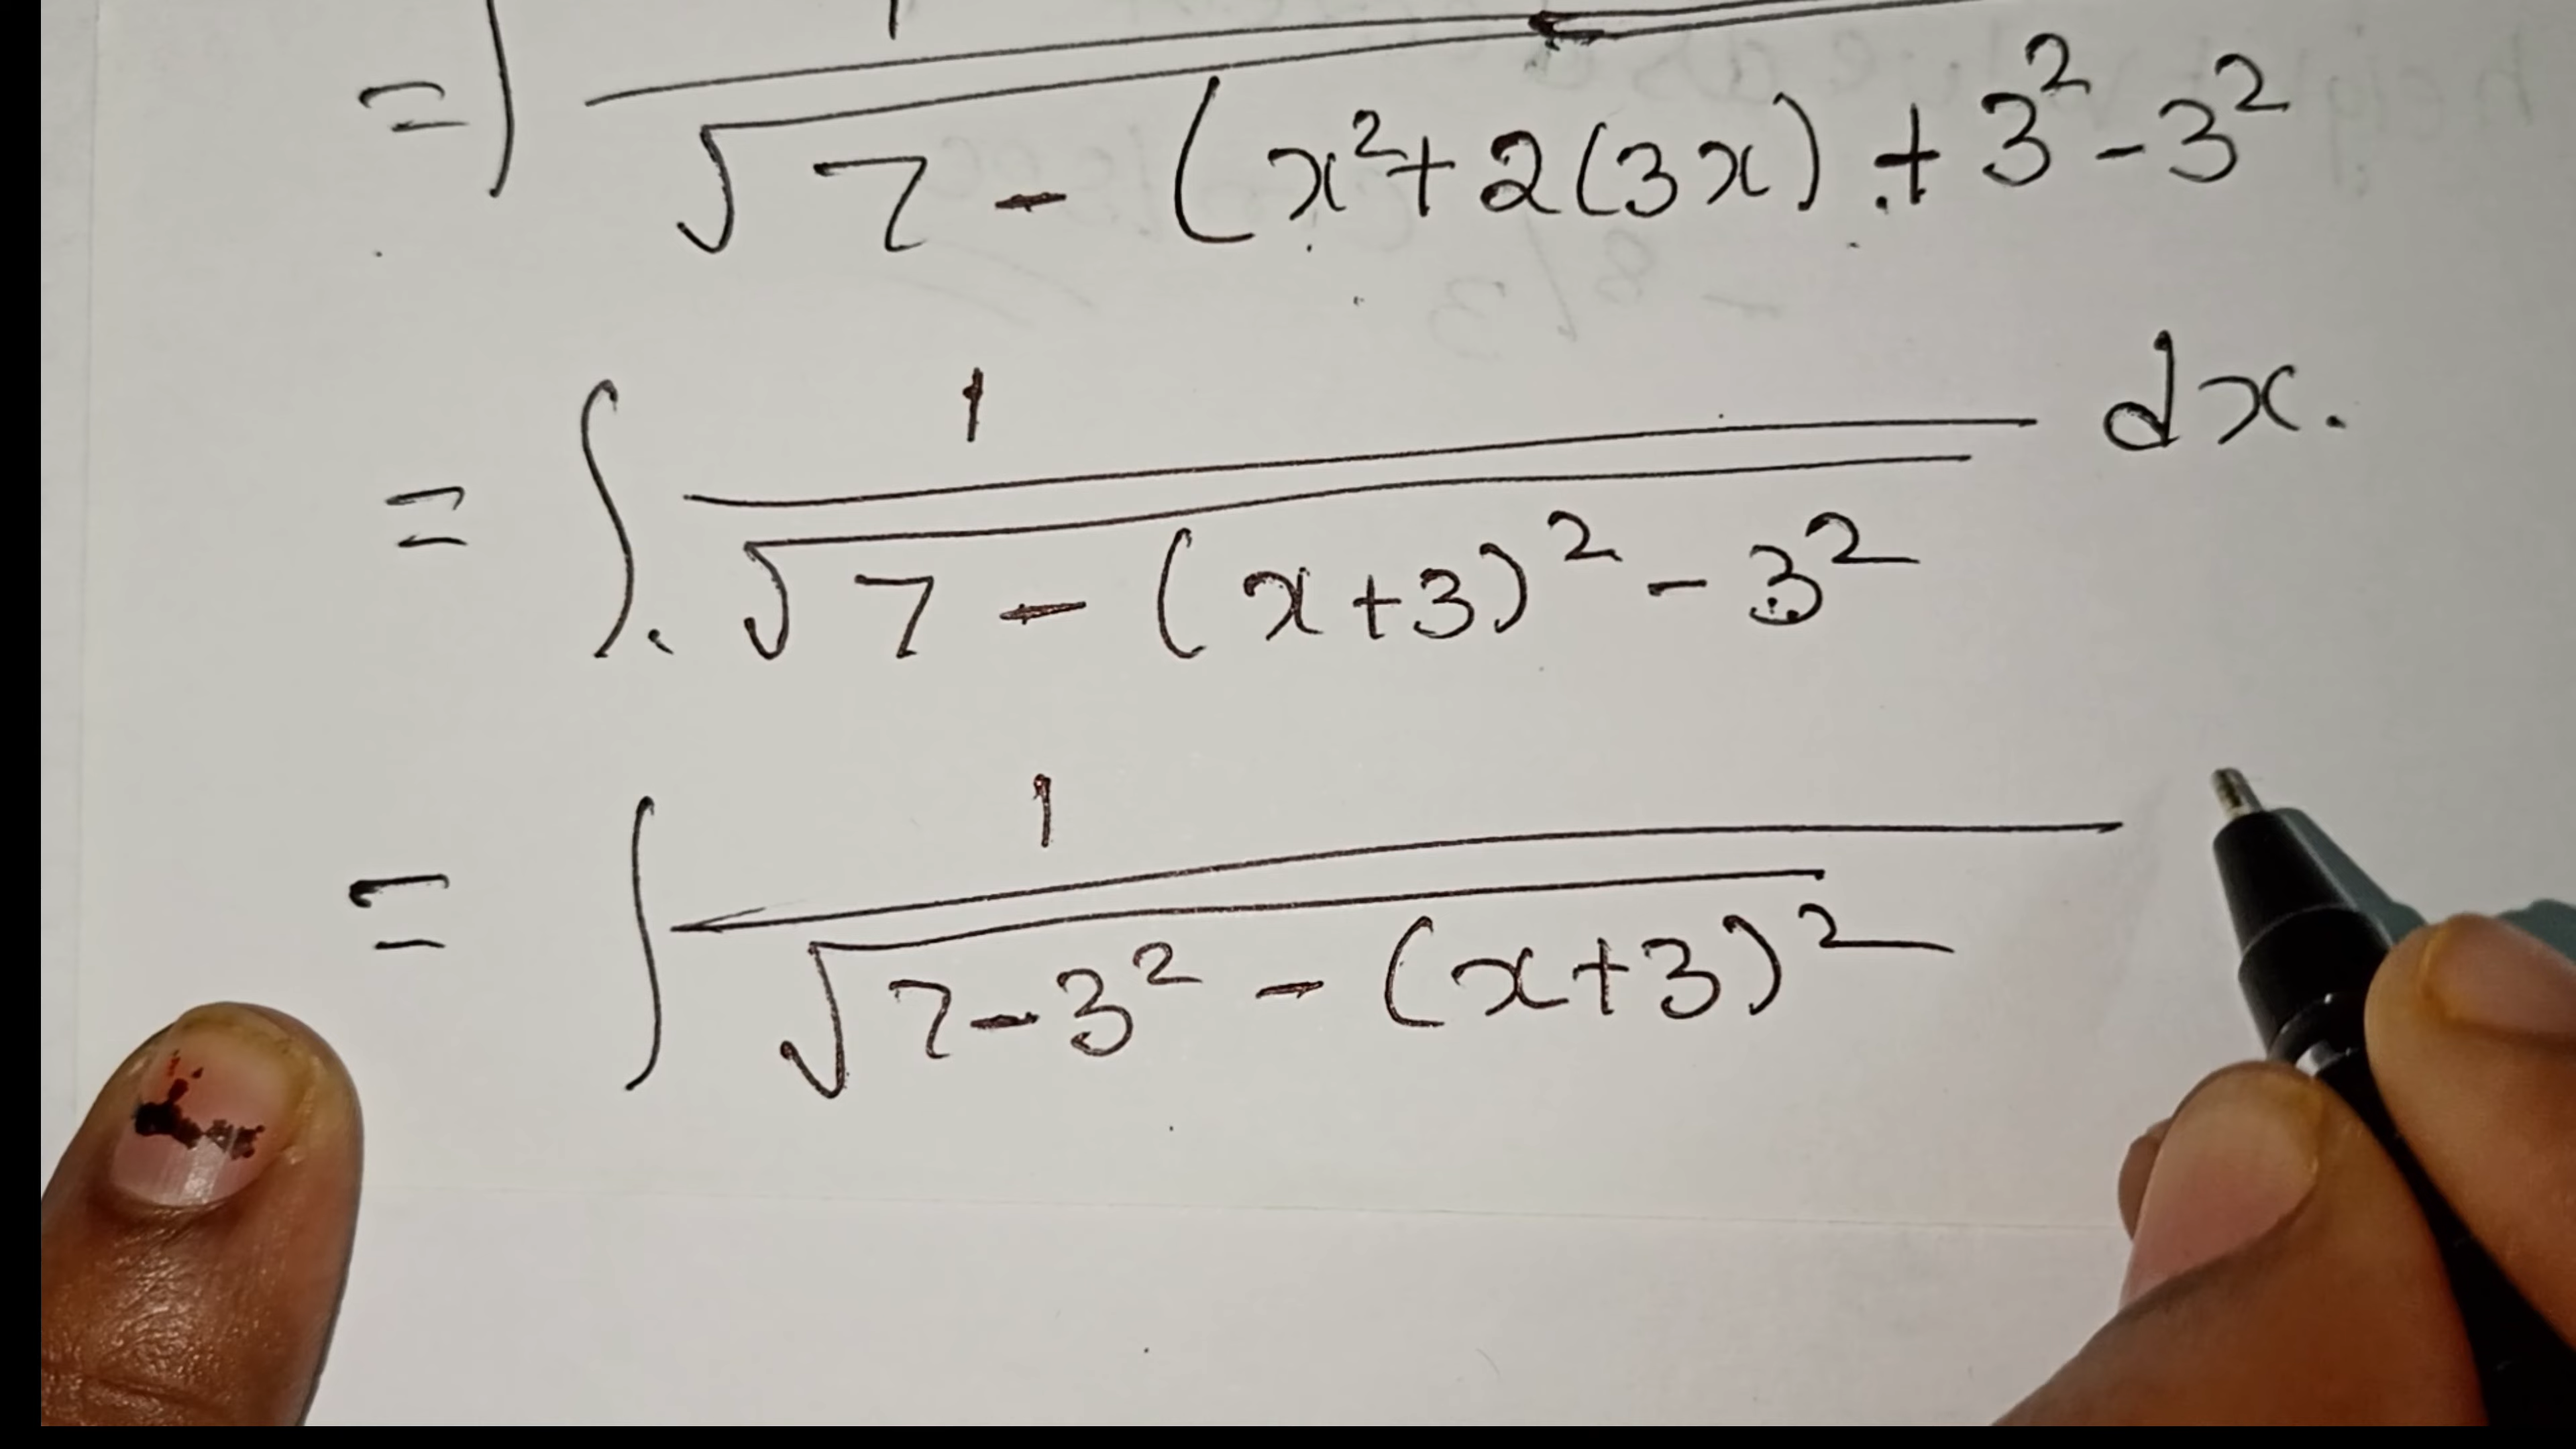 = ∫ 1 / √7 - (x² + 2(3x) + 3² - 3²
= ∫ 1 / √7 - (x+3)² - 3² dx.
= ∫ 1 / √7 - 3² - (x+3)²